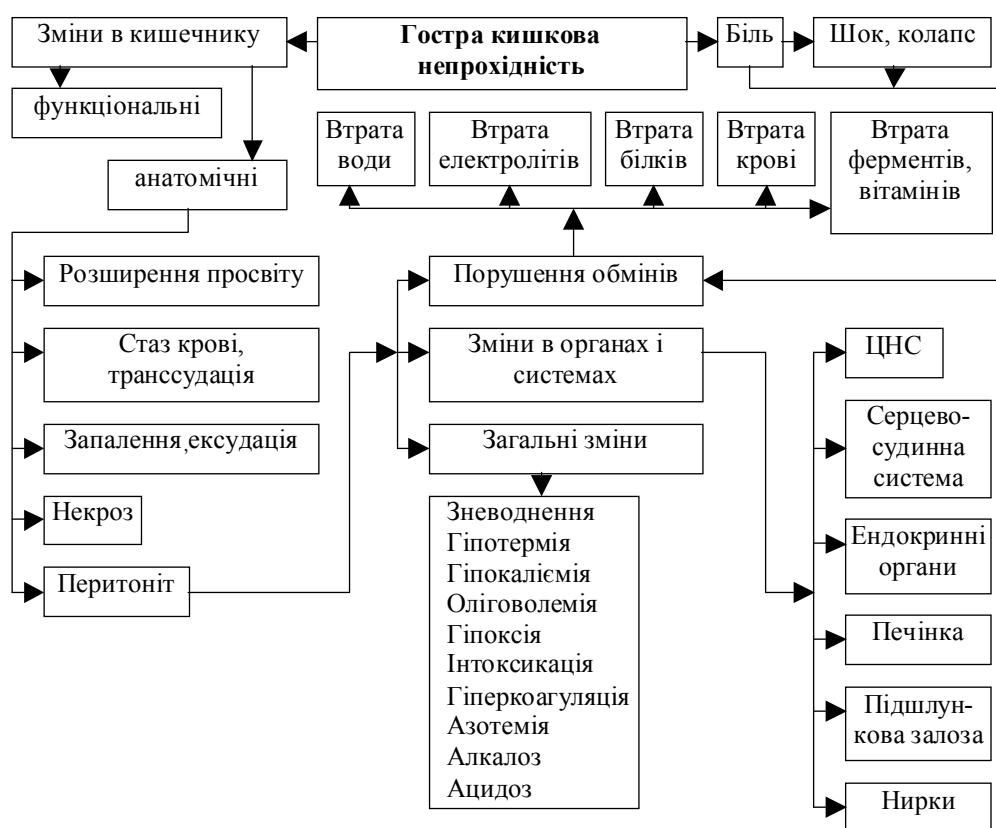 Зміни в кишечнику
Гостра кишкова
непрохідність
Біль
Шок, колапс
функціональні
анатомічні
Втрата
води
Втрата
електролітів
Втрата
білків
Втрата
крові
Втрата
ферментів,
вітамінів
Розширення просвіту
Стаз крові,
транссудація
Запалення,ексудація
Некроз
Перитоніт
Порушення обмінів
Зміни в органах і
системах
Загальні зміни
Зневоднення
Гіпотермія
Гіпокаліємія
Оліговолемія
Гіпоксія
Інтоксикація
Гіперкоагуляція
Азотемія
Алкалоз
Ацидоз
ЦНС
Серцево-
судинна
система
Ендокринні
органи
Печінка
Підшлун-
кова залоза
Нирки